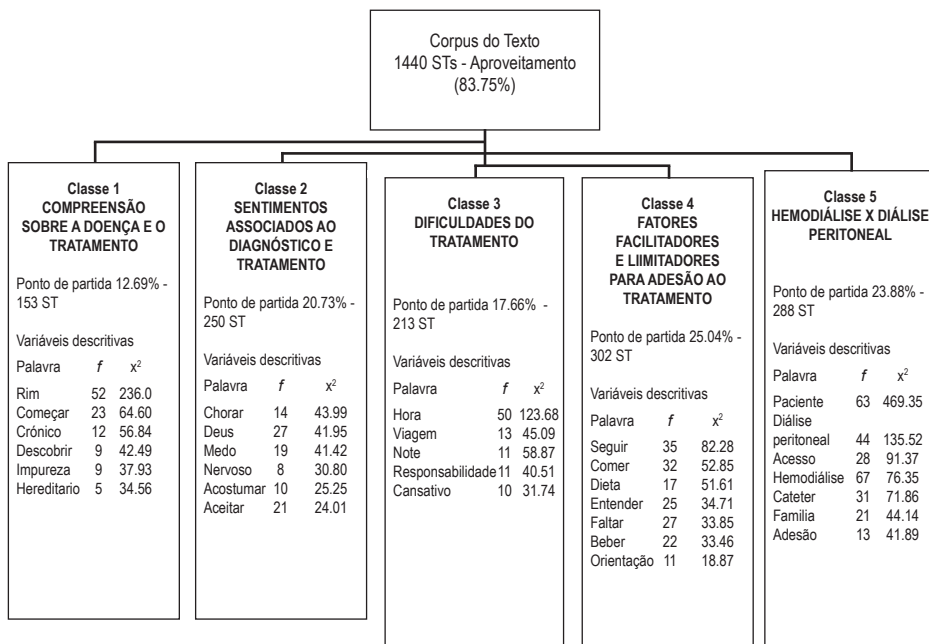 Corpus do Texto
1440 STs - Aproveitamento
(83.75%)
Classe 1
COMPREENSÃO
SOBRE A DOENÇA E O
TRATAMENTO
Ponto de partida 12.69% -
153 ST
Variáveis descritivas
Palavra f x²
Rim 52 236.0
Começar 23 64.60
Crónico 12 56.84
Descobrir 9 42.49
Impureza 9 37.93
Hereditario 5 34.56
Classe 2
SENTIMENTOS
ASSOCIADOS AO
DIAGNÓSTICO E
TRATAMENTO
Ponto de partida 20.73% -
250 ST
Variáveis descritivas
Palavra f x²
Chorar 14 43.99
Deus 27 41.95
Medo 19 41.42
Nervoso 8 30.80
Acostumar 10 25.25
Aceitar 21 24.01
Classe 3
DIFICULDADES DO
TRATAMENTO
Ponto de partida 17.66% -
213 ST
Variáveis descritivas
Palavra f x²
Hora 50 123.68
Viagem 13 45.09
Note 11 58.87
Responsabilidade 11 40.51
Cansativo 10 31.74
Classe 4
FATORES
FACILITADORES
E LIIMITADORES
PARA ADESÃO AO
TRATAMENTO
Ponto de partida 25.04% -
302 ST
Variáveis descritivas
Palavra f x²
Seguir 35 82.28
Comer 32 52.85
Dieta 17 51.61
Entender 25 34.71
Faltar 27 33.85
Beber 22 33.46
Orientação 11 18.87
Classe 5
HEMODIÁLISE X DIÁLISE
PERITONEAL
Ponto de partida 23.88% -
288 ST
Variáveis descritivas
Palavra f x²
Paciente 63 469.35
Diálise
peritoneal 44 135.52
Acesso 28 91.37
Hemodiálise 67 76.35
Cateter 31 71.86
Familia 21 44.14
Adesão 13 41.89